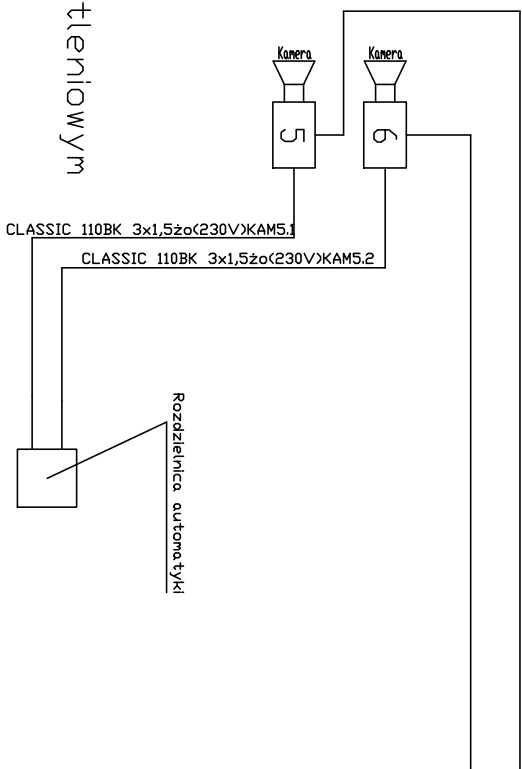 tleniowym
Kamera
Kamera
5
6
CLASSIC 110BK 3x1,5żo(230V)KAM5.1
CLASSIC 110BK 3x1,5żo(230V)KAM5.2
Rozdzielnica automatyki